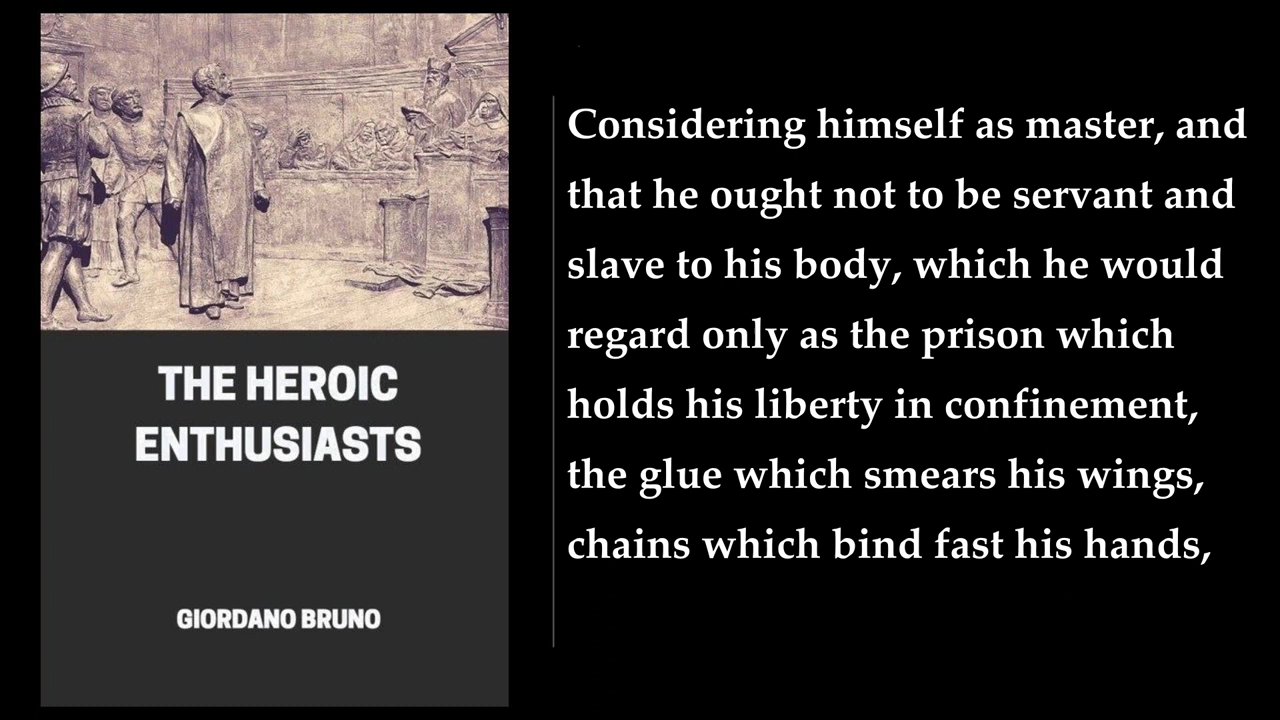 THE HEROIC
ENTHUSIASTS
GIORDANO BRUNO
Considering himself as master, and
that he ought not to be servant and
slave to his body, which he would
regard only as the prison which
holds his liberty in confinement,
the glue which smears his wings,
chains which bind fast his hands,